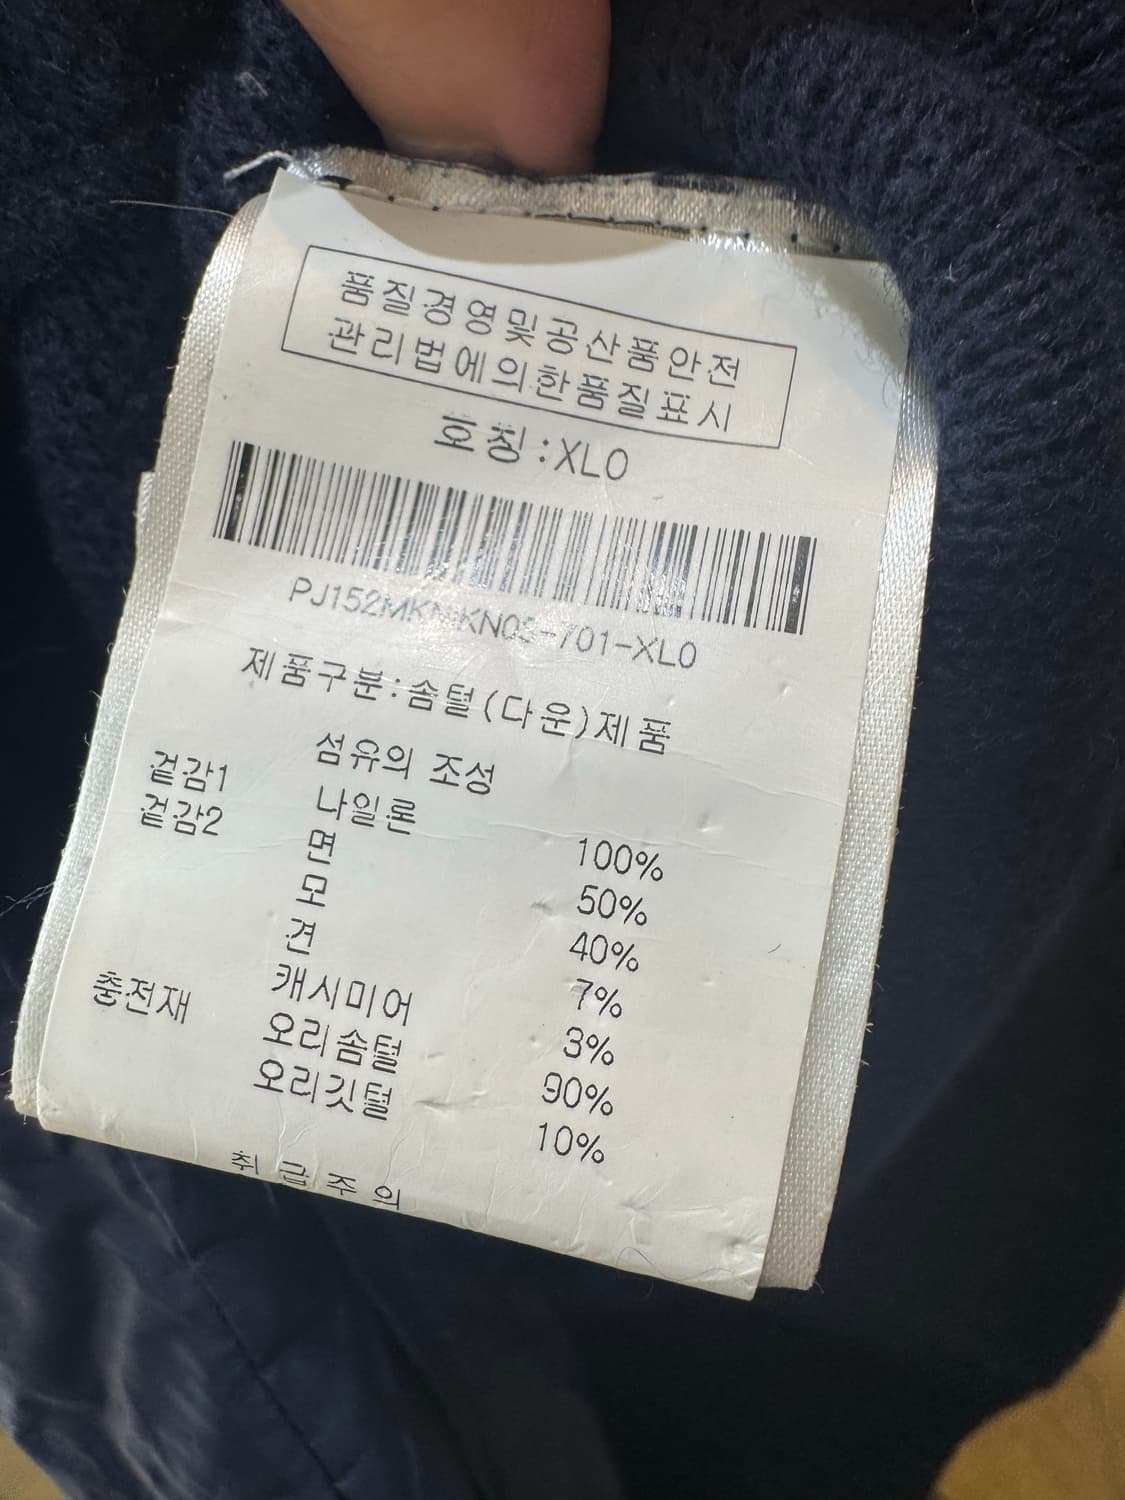 품질경영및공산품안전
관리법에의한품질표시
호칭:XLO
-701-XLO
제품구분:솜털(다운)제품
섬유의 조성
겉감1 나일론 100%
겉감2 면 50%
모 40%
견 7%
캐시미어 3%
충전재 오리솜털 90%
오리깃털 10%
취급주의